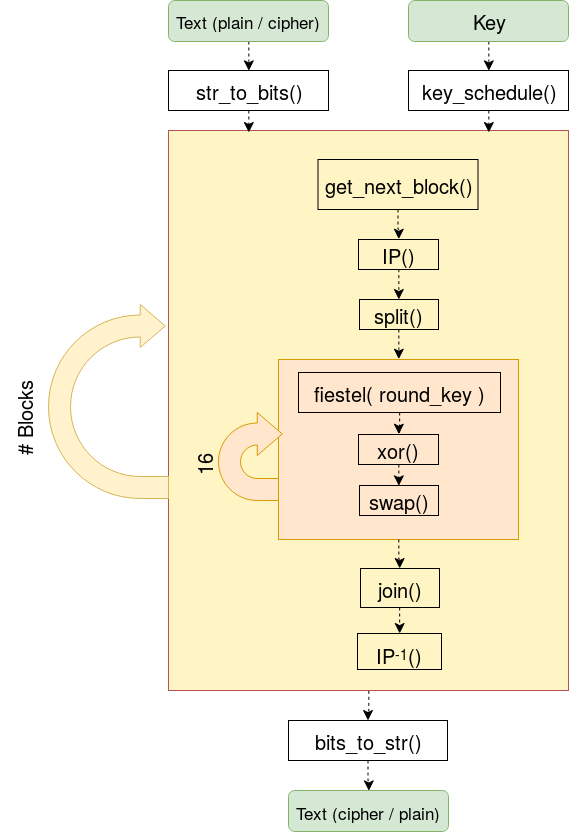 Text (plain / cipher)
Key
str_to_bits()
key_schedule()
get_next_block()
IP()
split()
fiestel( round_key )
xor()
swap()
16
# Blocks
join()
IP-1()
bits_to_str()
Text (cipher / plain)